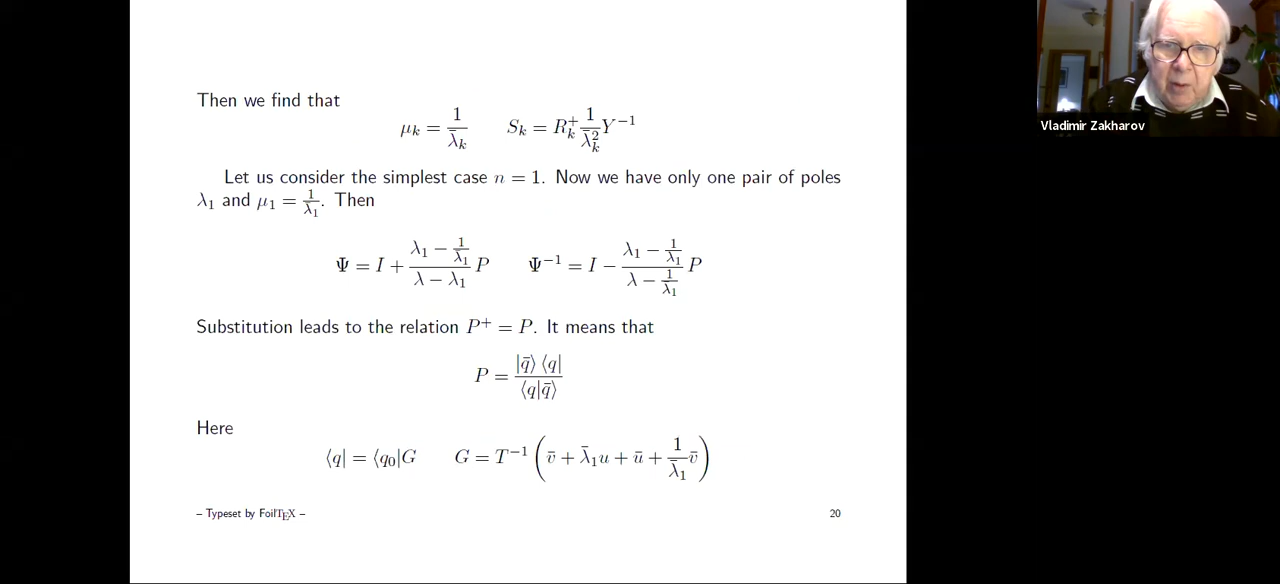 Then we find that
μ_k = 1/λ̄_k    S_k = R_k^+ 1/λ̄_k^2 Y^{-1}
Let us consider the simplest case n = 1. Now we have only one pair of poles
λ_1 and μ_1 = 1/λ̄_1. Then
Ψ = I + (λ_1 − 1/λ̄_1)/(λ − λ_1) P    Ψ^{-1} = I − (λ_1 − 1/λ̄_1)/(λ − 1/λ̄_1) P
Substitution leads to the relation P^+ = P. It means that
P = |q̄⟩⟨q| / ⟨q|q̄⟩
Here
⟨q| = ⟨q_0|G    G = T^{-1} (v̄ + λ̄_1 u + ū + 1/λ̄_1 v̄)
– Typeset by FoilTEX –
20
Vladimir Zakharov